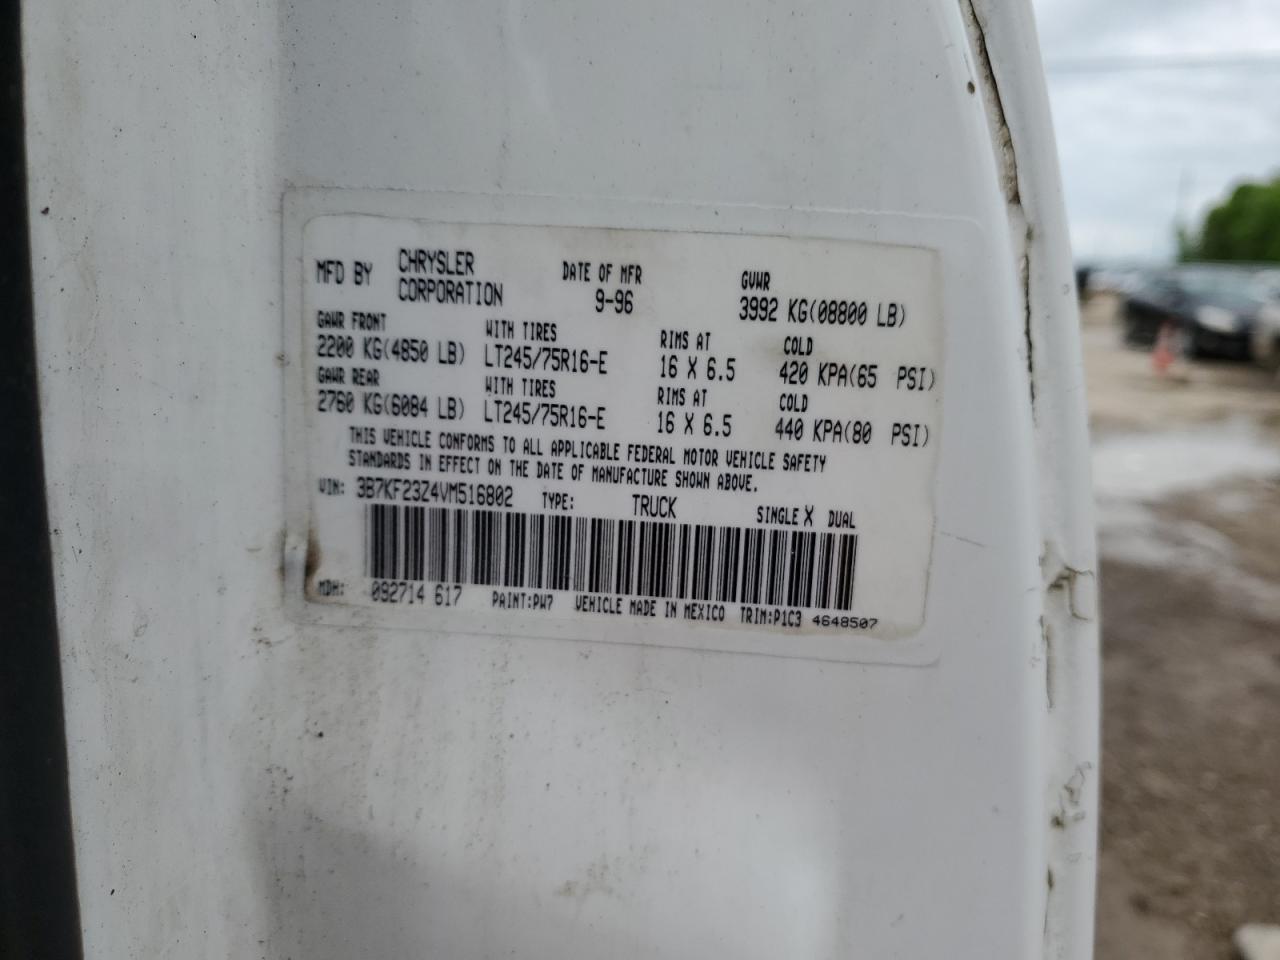 MFD BY CHRYSLER CORPORATION DATE OF MFR 9-96 GVWR 3992 KG(08800 LB)
GAWR FRONT WITH TIRES RIMS AT COLD
2200 KG(4850 LB) LT245/75R16-E 16 X 6.5 420 KPA(65 PSI)
GAWR REAR WITH TIRES RIMS AT COLD
2760 KG(6084 LB) LT245/75R16-E 16 X 6.5 440 KPA(80 PSI)
THIS VEHICLE CONFORMS TO ALL APPLICABLE FEDERAL MOTOR VEHICLE SAFETY
STANDARDS IN EFFECT ON THE DATE OF MANUFACTURE SHOWN ABOVE.
VIN: 3B7KF23Z4VM516802 TYPE: TRUCK SINGLE X DUAL
MDH: 092714 617 PAINT:PW7 VEHICLE MADE IN MEXICO TRIM:P1C3 4648507